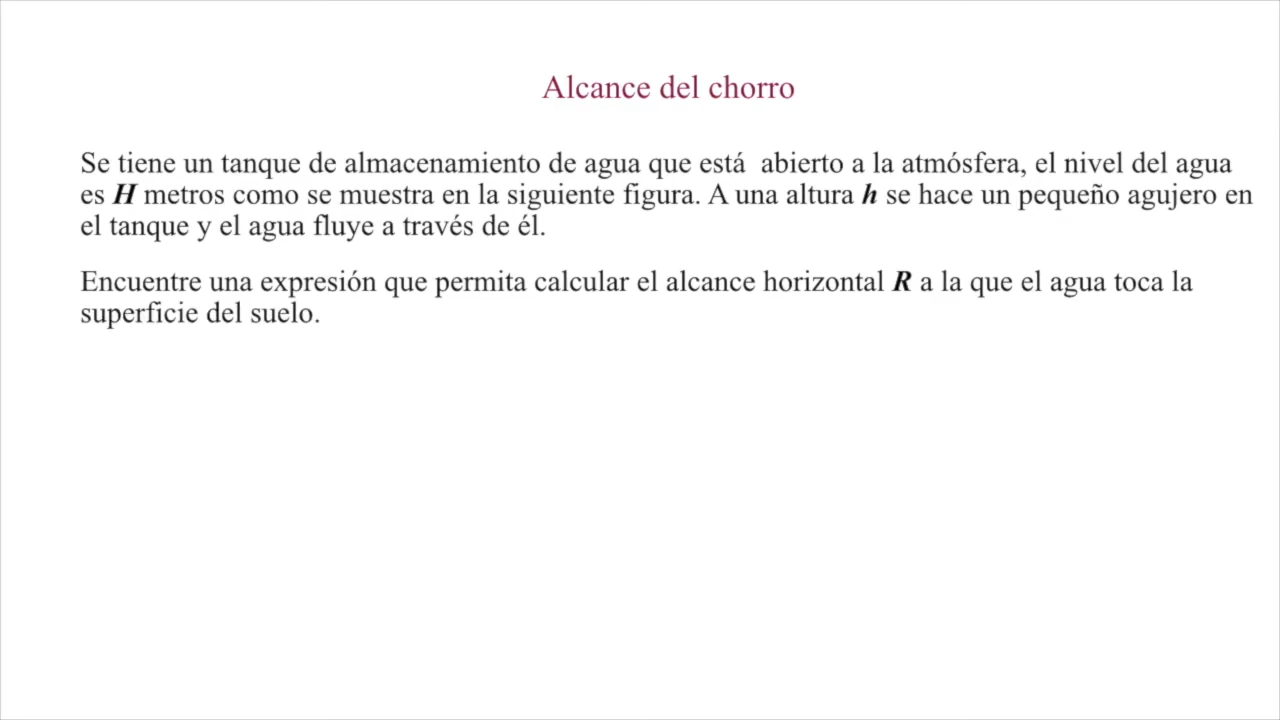 Alcance del chorro
Se tiene un tanque de almacenamiento de agua que está  abierto a la atmósfera, el nivel del agua
es H metros como se muestra en la siguiente figura. A una altura h se hace un pequeño agujero en
el tanque y el agua fluye a través de él.
Encuentre una expresión que permita calcular el alcance horizontal R a la que el agua toca la
superficie del suelo.